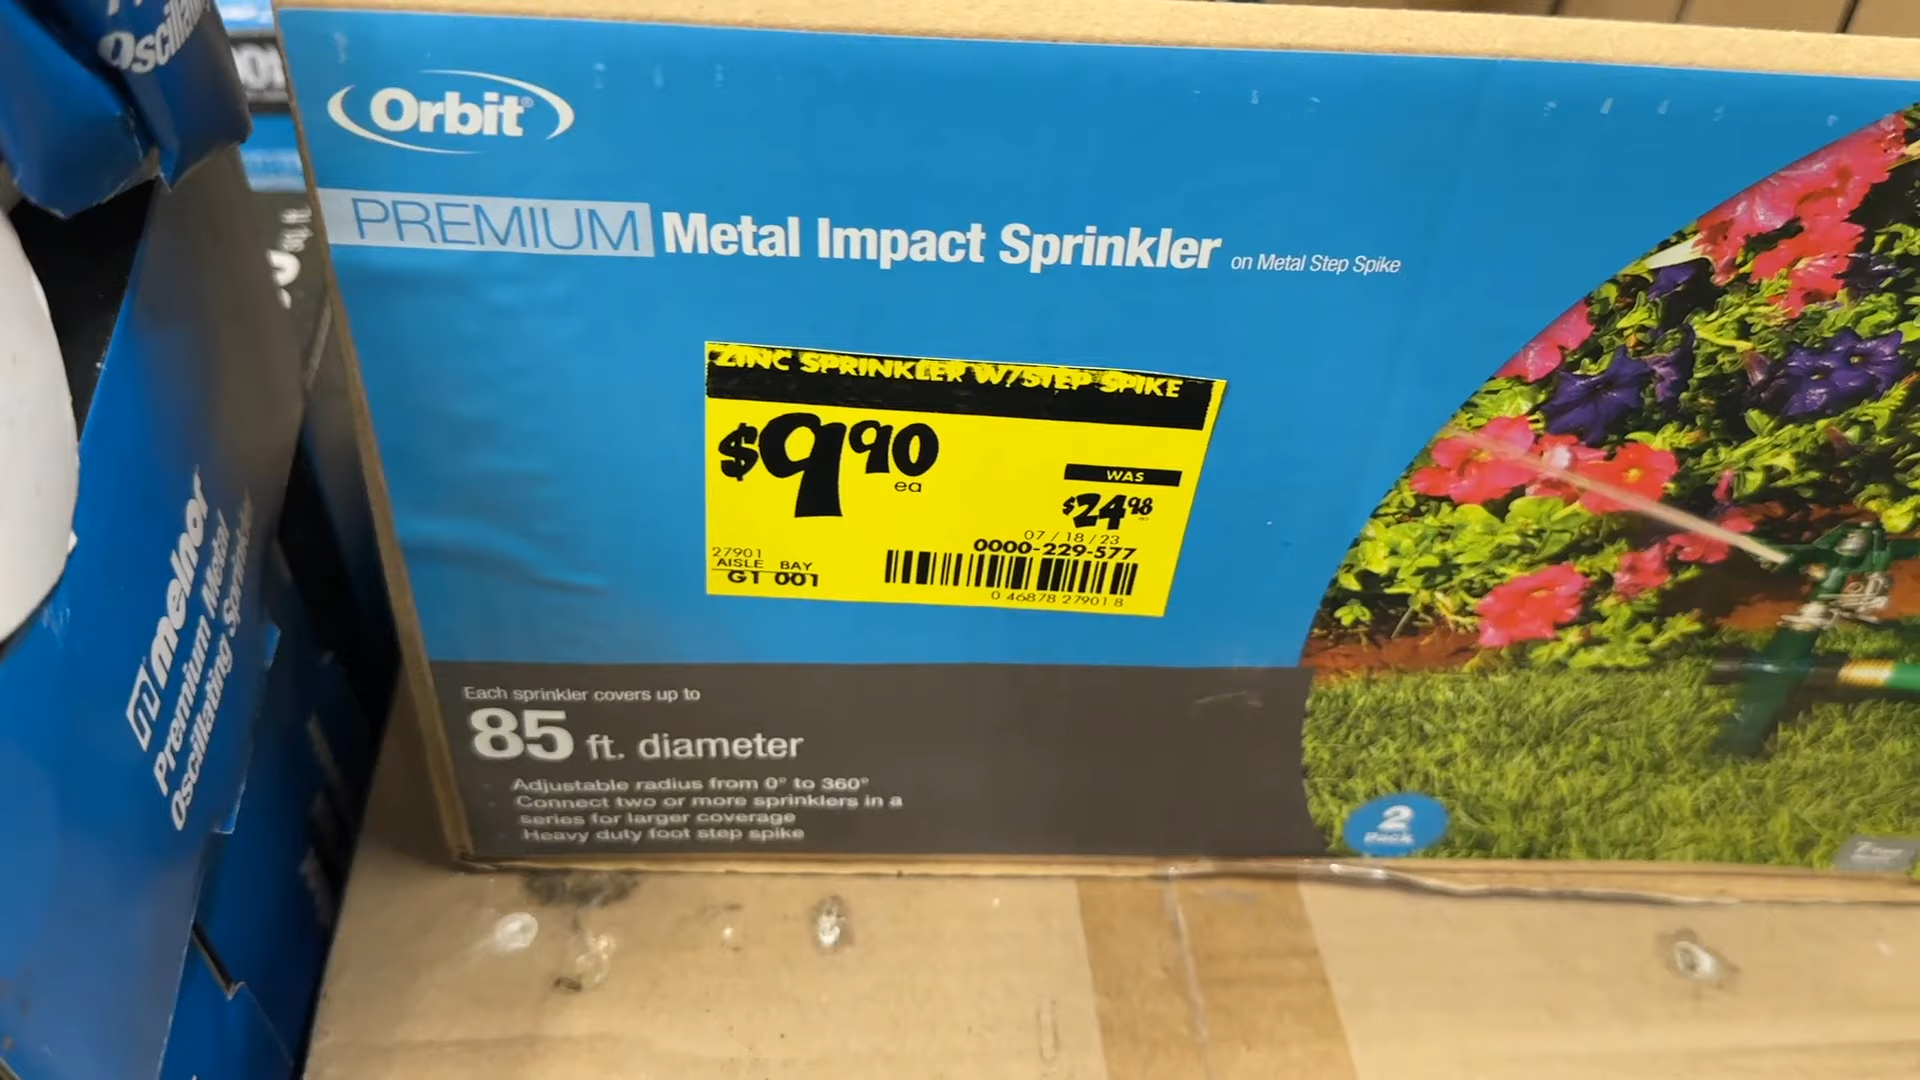 Orbit®
PREMIUM Metal Impact Sprinkler on Metal Step Spike
ZINC SPRINKLER W/STEP SPIKE
$9 90
ea
WAS
$24 98
07 / 18 / 23
0000-229-577
27901
AISLE BAY
G1 001
0 46878 27901 8
Each sprinkler covers up to
85 ft. diameter
Adjustable radius from 0° to 360°
Connect two or more sprinklers in a
series for larger coverage
Heavy duty foot step spike
2
Pack
melnor
Premium Metal
Oscillating Sprinkler